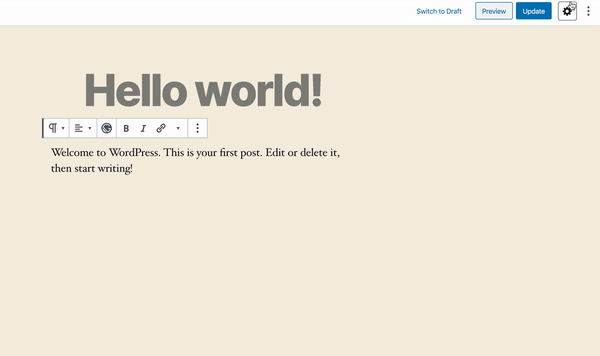 Switch to Draft Preview Update
Hello world!
B I
Welcome to WordPress. This is your first post. Edit or delete it,
then start writing!